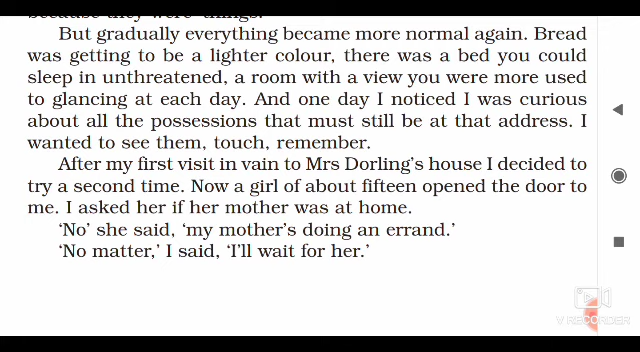 because they were things.
But gradually everything became more normal again. Bread
was getting to be a lighter colour, there was a bed you could
sleep in unthreatened, a room with a view you were more used
to glancing at each day. And one day I noticed I was curious
about all the possessions that must still be at that address. I
wanted to see them, touch, remember.
After my first visit in vain to Mrs Dorling's house I decided to
try a second time. Now a girl of about fifteen opened the door to
me. I asked her if her mother was at home.
‘No’ she said, ‘my mother's doing an errand.’
‘No matter,’ I said, ‘I'll wait for her.’
V RECORDER